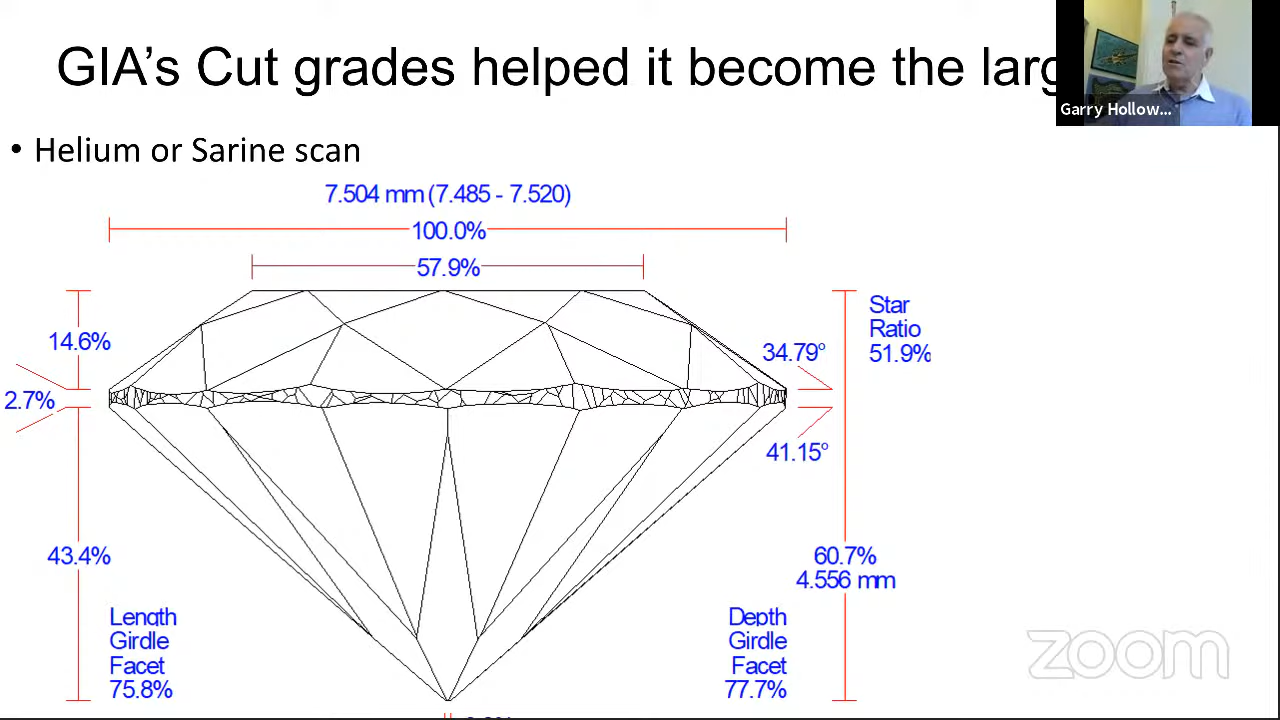 GIA’s Cut grades helped it become the
Garry Hollow...
• Helium or Sarine scan
7.504 mm (7.485 - 7.520)
100.0%
57.9%
14.6%
Star
Ratio
51.9%
34.79°
2.7%
41.15°
43.4%
60.7%
4.556 mm
Length
Girdle
Facet
75.8%
Depth
Girdle
Facet
77.7%
zoom